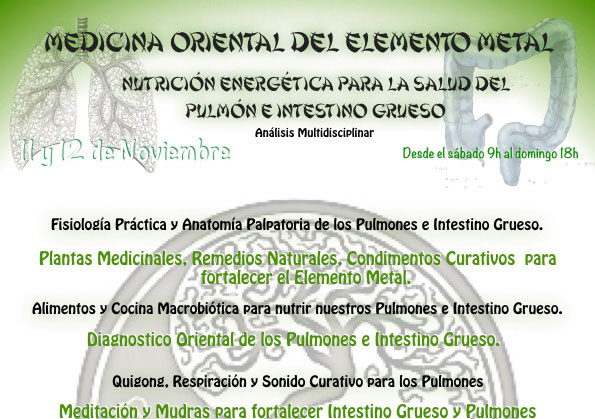 MEDICINA ORIENTAL DEL ELEMENTO METAL
NUTRICIÓN ENERGÉTICA PARA LA SALUD DEL
PULMÓN E INTESTINO GRUESO
Análisis Multidisciplinar
11 y 12 de Noviembre
Desde el sábado 9h al domingo 18h
Fisiología Práctica y Anatomía Palpatoria de los Pulmones e Intestino Grueso.
Plantas Medicinales, Remedios Naturales, Condimentos Curativos para
fortalecer el Elemento Metal.
Alimentos y Cocina Macrobiótica para nutrir nuestros Pulmones e Intestino Grueso.
Diagnostico Oriental de los Pulmones e Intestino Grueso.
Quigong, Respiración y Sonido Curativo para los Pulmones
Meditación y Mudras para fortalecer Intestino Grueso y Pulmones